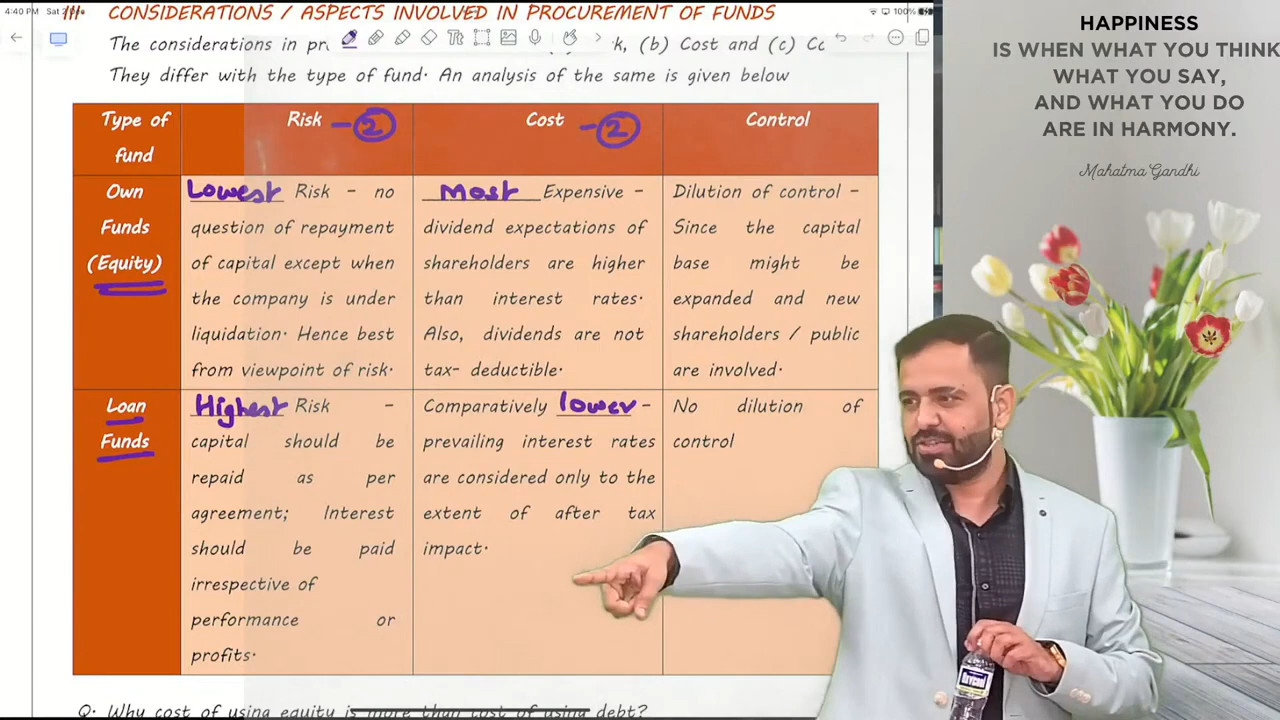 III CONSIDERATIONS / ASPECTS INVOLVED IN PROCUREMENT OF FUNDS
4:40 PM Sat 2
100%
The considerations in k, (b) Cost and (c)
They differ with the type of fund. An analysis of the same is given below
Type of fund
Risk - 2
Cost - 2
Control
Own
Funds
(Equity)
Lowest Risk - no
question of repayment
of capital except when
the company is under
liquidation. Hence best
from viewpoint of risk.
Most Expensive -
dividend expectations of
shareholders are higher
than interest rates.
Also, dividends are not
tax- deductible.
Dilution of control -
Since the capital
base might be
expanded and new
shareholders / public
are involved.
Loan
Funds
Highest Risk -
capital should be
repaid as per
agreement; Interest
should be paid
irrespective of
performance or
profits.
Comparatively lower -
prevailing interest rates
are considered only to the
extent of after tax
impact.
No dilution of
control
Q. Why cost of using equity is more than cost of using debt?
HAPPINESS
IS WHEN WHAT YOU THINK
WHAT YOU SAY,
AND WHAT YOU DO
ARE IN HARMONY.
Mahatma Gandhi